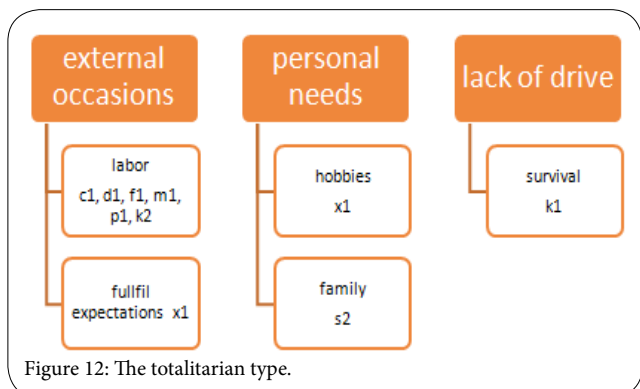 external
occasions
labor
c1, d1, f1, m1,
p1, k2
fullfil
expectations x1
personal
needs
hobbies
x1
family
s2
lack of drive
survival
k1
Figure 12: The totalitarian type.